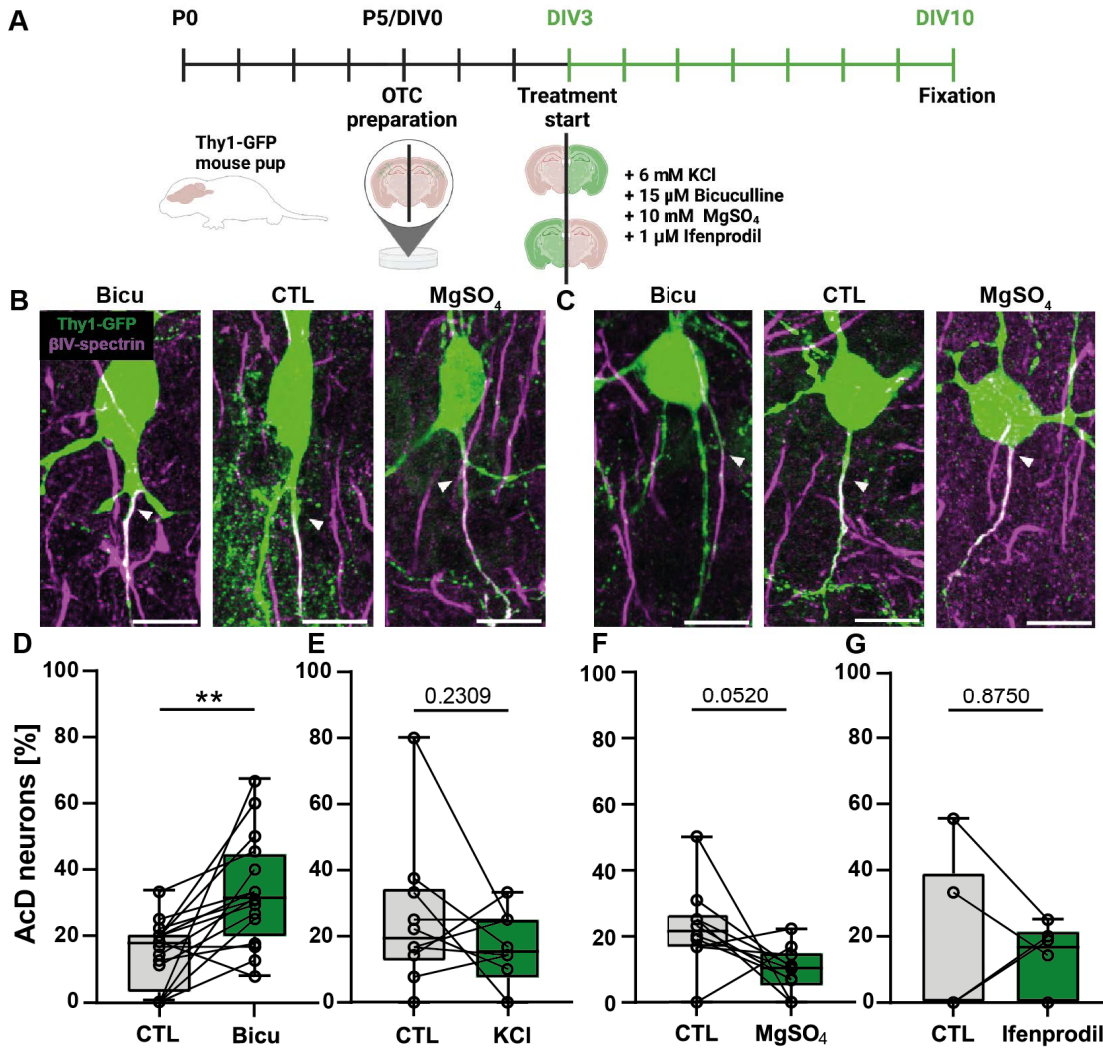 A
P0 P5/DIV0 DIV3 DIV10
OTC preparation
Treatment start
Fixation
Thy1-GFP
mouse pup
+ 6 mM KCl
+ 15 µM Bicuculline
+ 10 mM MgSO₄
+ 1 µM Ifenprodil
B Bicu CTL MgSO₄
Thy1-GFP
βIV-spectrin
C Bicu CTL MgSO₄
D
AcD neurons [%]
100
80
60
40
20
0
**
CTL Bicu
E
100
80
60
40
20
0
0.2309
CTL KCl
F
100
80
60
40
20
0
0.0520
CTL MgSO₄
G
100
80
60
40
20
0
0.8750
CTL Ifenprodil